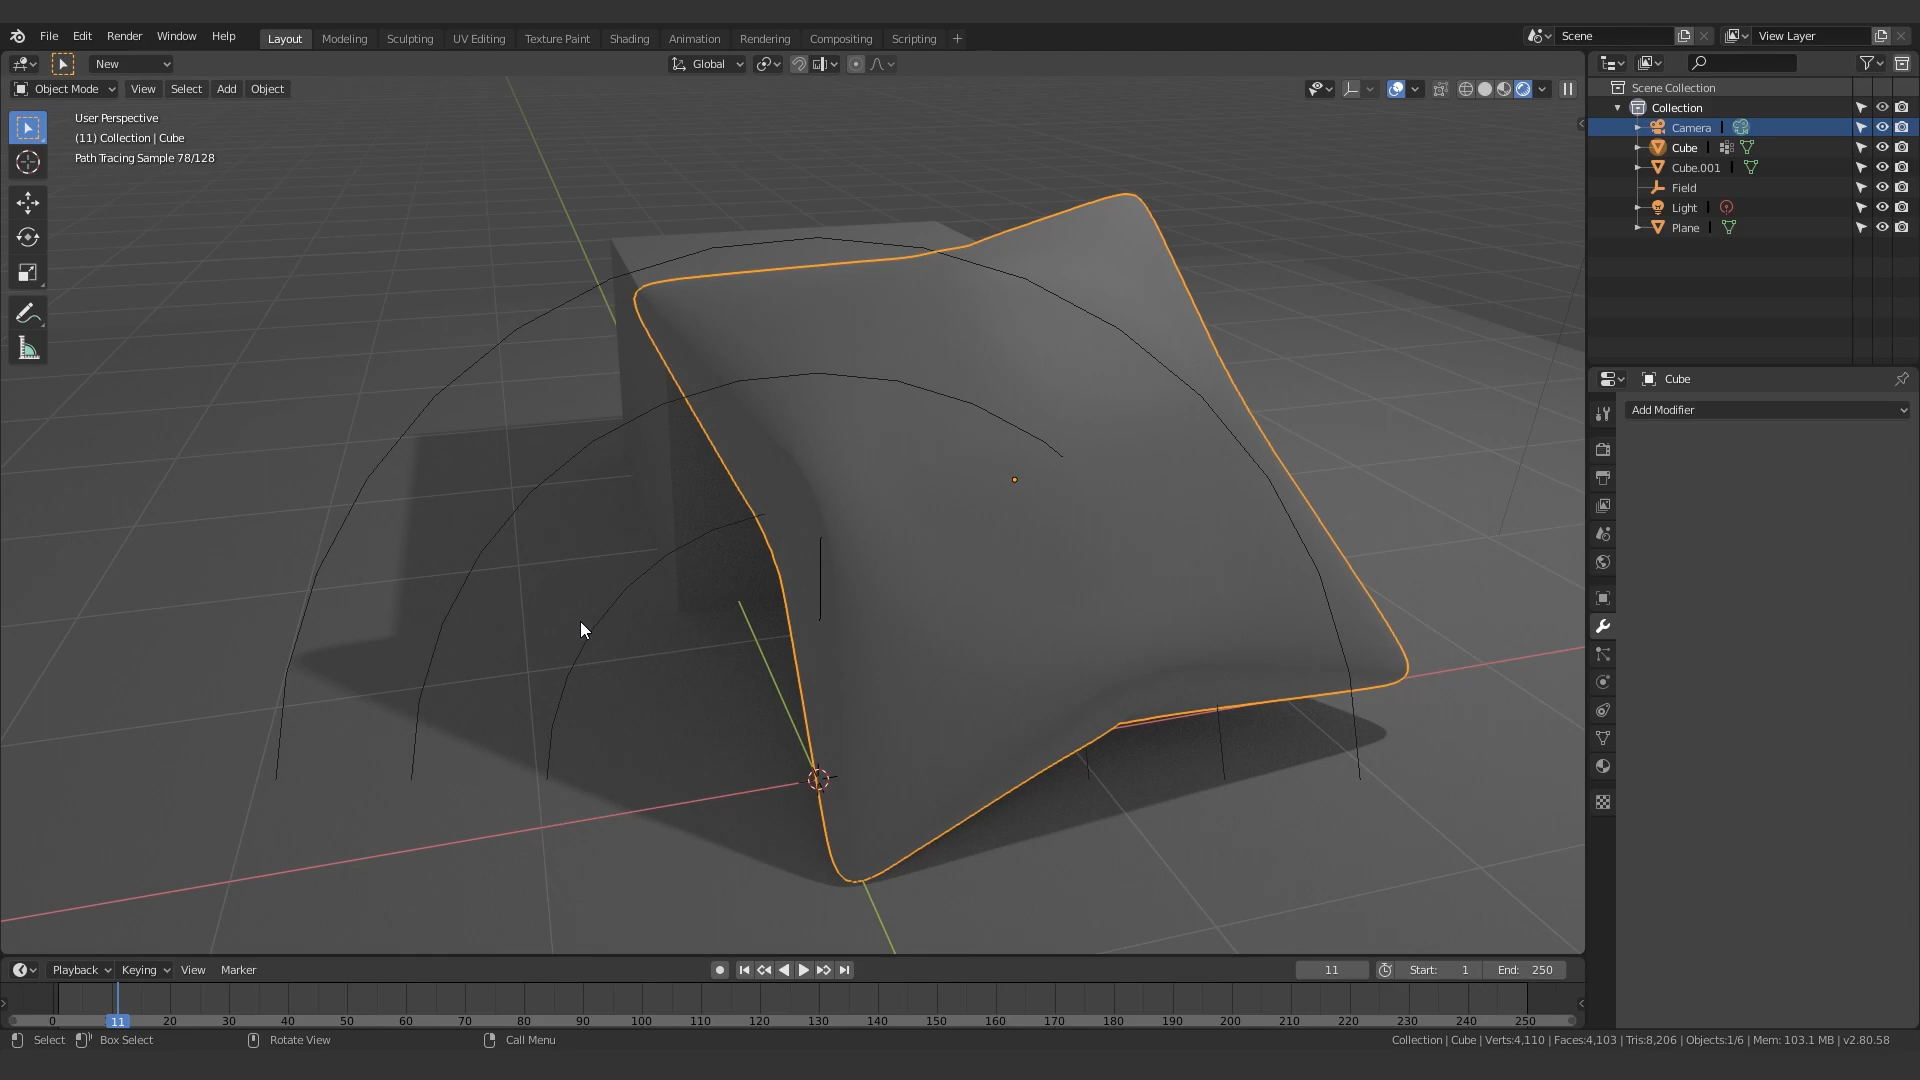 File Edit Render Window Help Layout Modeling Sculpting UV Editing Texture Paint Shading Animation Rendering Compositing Scripting + Scene View Layer
New Global
Object Mode View Select Add Object
User Perspective
(11) Collection | Cube
Path Tracing Sample 78/128
Scene Collection
Collection
Camera
Cube
Cube.001
Field
Light
Plane
Cube
Add Modifier
Playback Keying View Marker 11 Start: 1 End: 250
0 11 20 30 40 50 60 70 80 90 100 110 120 130 140 150 160 170 180 190 200 210 220 230 240 250
Select Box Select Rotate View Call Menu Collection | Cube | Verts:4,110 | Faces:4,103 | Tris:8,206 | Objects:1/6 | Mem: 103.1 MB | v2.80.58